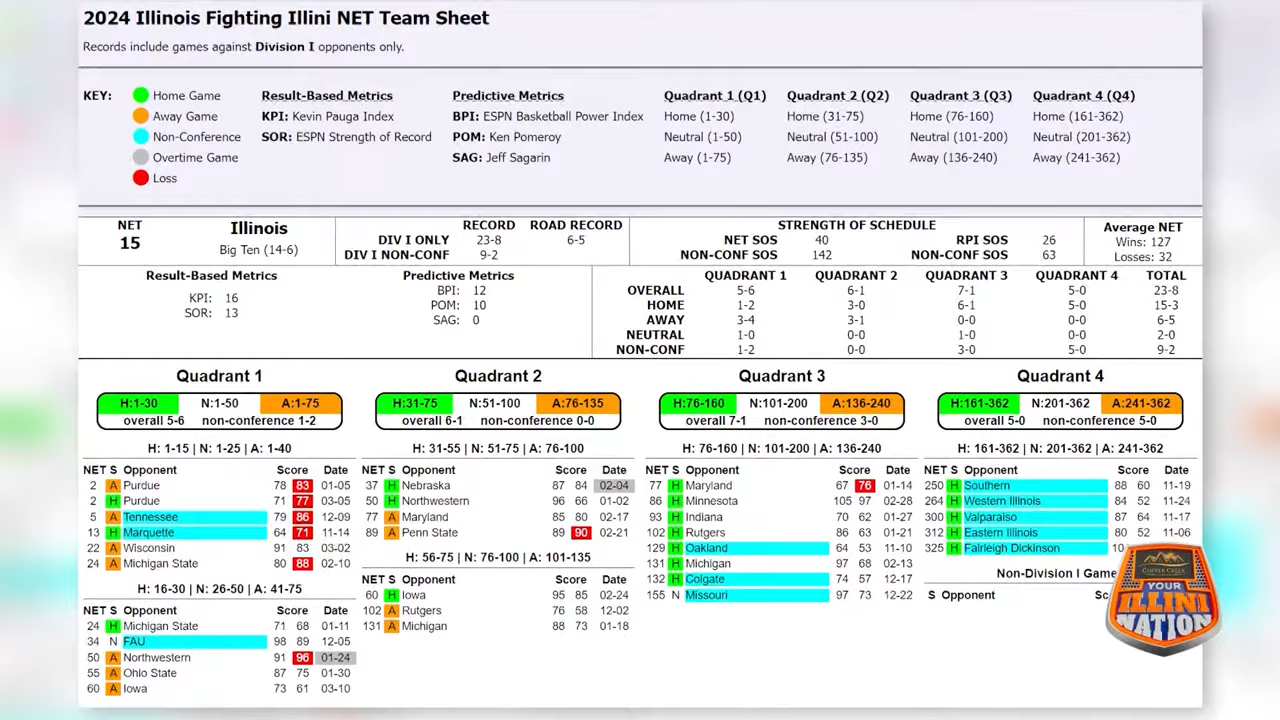 2024 Illinois Fighting Illini NET Team Sheet
Records include games against Division I opponents only.
KEY: Home Game Result-Based Metrics Predictive Metrics Quadrant 1 (Q1) Quadrant 2 (Q2) Quadrant 3 (Q3) Quadrant 4 (Q4)
Away Game KPI: Kevin Pauga Index BPI: ESPN Basketball Power Index Home (1-30) Home (31-75) Home (76-160) Home (161-362)
Non-Conference SOR: ESPN Strength of Record POM: Ken Pomeroy Neutral (1-50) Neutral (51-100) Neutral (101-200) Neutral (201-362)
Overtime Game SAG: Jeff Sagarin Away (1-75) Away (76-135) Away (136-240) Away (241-362)
Loss
NET Illinois RECORD ROAD RECORD STRENGTH OF SCHEDULE Average NET
15 Big Ten (14-6) DIV I ONLY 23-8 6-5 NET SOS 40 RPI SOS 26 Wins: 127
DIV I NON-CONF 9-2 NON-CONF SOS 142 NON-CONF SOS 63 Losses: 32
Result-Based Metrics Predictive Metrics QUADRANT 1 QUADRANT 2 QUADRANT 3 QUADRANT 4 TOTAL
KPI: 16 BPI: 12 OVERALL 5-6 6-1 7-1 5-0 23-8
SOR: 13 POM: 10 HOME 1-2 3-0 6-1 5-0 15-3
SAG: 0 AWAY 3-4 3-1 0-0 0-0 6-5
NEUTRAL 1-0 0-0 1-0 0-0 2-0
NON-CONF 1-2 0-0 3-0 5-0 9-2
Quadrant 1
H:1-30 N:1-50 A:1-75
overall 5-6 non-conference 1-2
H: 1-15 | N: 1-25 | A: 1-40
NET S Opponent Score Date
2 A Purdue 78 83 01-05
2 H Purdue 71 77 03-05
5 A Tennessee 79 86 12-09
13 H Marquette 64 71 11-14
22 A Wisconsin 91 83 03-02
24 A Michigan State 80 88 02-10
H: 16-30 | N: 26-50 | A: 41-75
NET S Opponent Score Date
24 H Michigan State 71 68 01-11
34 N FAU 98 89 12-05
50 A Northwestern 91 96 01-24
55 A Ohio State 87 75 01-30
60 A Iowa 73 61 03-10
Quadrant 2
H:31-75 N:51-100 A:76-135
overall 6-1 non-conference 0-0
H: 31-55 | N: 51-75 | A: 76-100
NET S Opponent Score Date
37 H Nebraska 87 84 02-04
50 H Northwestern 96 66 01-02
77 A Maryland 85 80 02-17
89 A Penn State 89 90 02-21
H: 56-75 | N: 76-100 | A: 101-135
NET S Opponent Score Date
60 H Iowa 95 85 02-24
102 A Rutgers 76 58 12-02
131 A Michigan 88 73 01-18
Quadrant 3
H:76-160 N:101-200 A:136-240
overall 7-1 non-conference 3-0
H: 76-160 | N: 101-200 | A: 136-240
NET S Opponent Score Date
77 H Maryland 67 76 01-14
86 H Minnesota 105 97 02-28
93 H Indiana 70 62 01-27
102 H Rutgers 86 63 01-21
129 H Oakland 64 53 11-10
131 H Michigan 97 68 02-13
132 H Colgate 74 57 12-17
155 N Missouri 97 73 12-22
Quadrant 4
H:161-362 N:201-362 A:241-362
overall 5-0 non-conference 5-0
H: 161-362 | N: 201-362 | A: 241-362
NET S Opponent Score Date
250 H Southern 88 60 11-19
264 H Western Illinois 84 52 11-24
300 H Valparaiso 87 64 11-17
312 H Eastern Illinois 80 52 11-06
325 H Fairleigh Dickinson 10
Non-Division I Game
S Opponent Sc
COPPER CREEK
YOUR
ILLINI
NATION